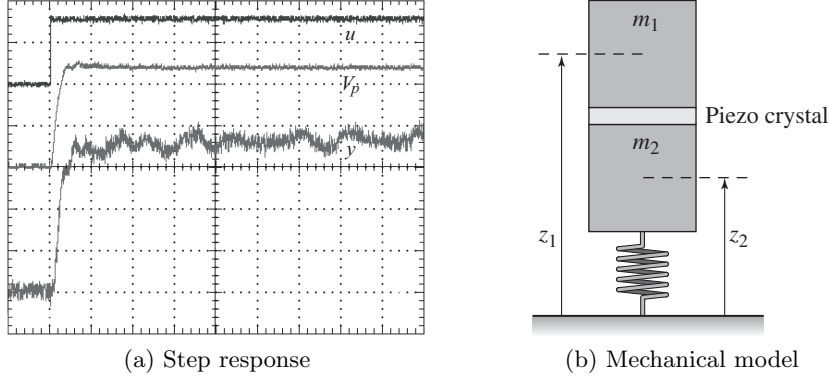 u
V_p
y
(a) Step response
m_1
Piezo crystal
m_2
z_1
z_2
(b) Mechanical model